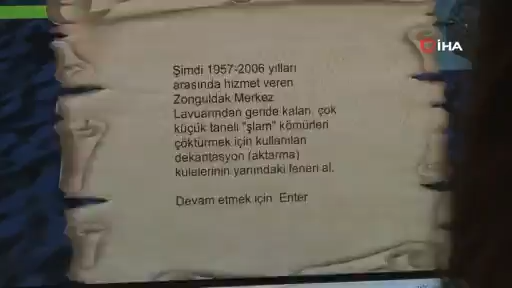 İHA
Şimdi 1957-2006 yılları
arasında hizmet veren
Zonguldak Merkez
Lavuarından geride kalan, çok
küçük taneli "şlam" kömürleri
çöktürmek için kullanılan
dekantasyon (aktarma)
kulelerinin yanındaki feneri al.
Devam etmek için Enter